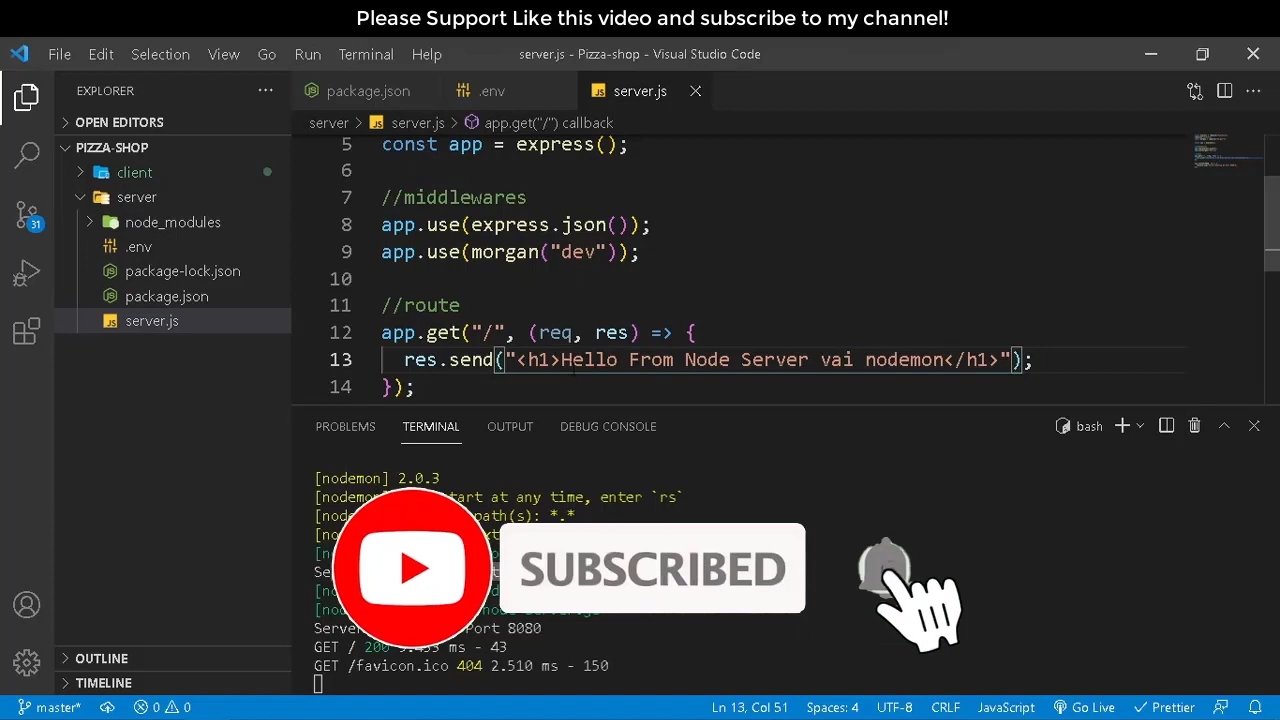 Please Support Like this video and subscribe to my channel!
File Edit Selection View Go Run Terminal Help server.js - Pizza-shop - Visual Studio Code
EXPLORER
package.json .env server.js
OPEN EDITORS
server > server.js > app.get("/") callback
PIZZA-SHOP
client
server
node_modules
.env
package-lock.json
package.json
server.js
31
5 const app = express();
6
7 //middlewares
8 app.use(express.json());
9 app.use(morgan("dev"));
10
11 //route
12 app.get("/", (req, res) => {
13 res.send("<h1>Hello From Node Server vai nodemon</h1>");
14 });
PROBLEMS TERMINAL OUTPUT DEBUG CONSOLE bash
[nodemon] 2.0.3
[nodemon] at any time, enter `rs`
path(s): *.*
SUBSCRIBED
Port 8080
GET / 200 ms - 43
GET /favicon.ico 404 2.510 ms - 150
OUTLINE
TIMELINE
master* 0 0 Ln 13, Col 51 Spaces: 4 UTF-8 CRLF JavaScript Go Live Prettier